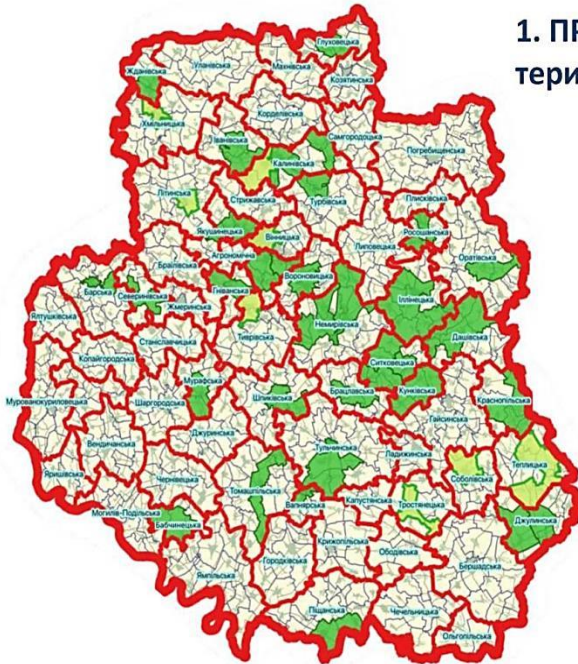 1. ПР
тери
Глуховецька
Уланівська
Махнівська
Жданівська
Козятинська
Хмільницька
Корделівська
Самгородоцька
Іванівська
Погребищенська
Калинівська
Літинська
Стрижавська
Турбівська
Плисківська
Якушинецька
Вінницька
Росошанська
Липовецька
Агрономічна
Оратівська
Браїлівська
Вороновицька
Барська
Северинівська
Гніванська
Іллінецька
Жмеринська
Ялтушківська
Немирівська
Тиврівська
Дашівська
Станіславчицька
Копайгородська
Ситковецька
Мурафська
Шпиківська
Брацлавська
Кунківська
Краснопільська
Мурованокуриловецька
Шаргородська
Гайсинська
Джуринська
Вендичанська
Тульчинська
Ладижинська
Теплицька
Яришівська
Чернівецька
Соболівська
Томашпільська
Вапнярська
Капустянська
Тростянецька
Могилів-Подільська
Джулинська
Бабчинецька
Крижопільська
Ободівська
Городківська
Бершадська
Ямпільська
Піщанська
Чечельницька
Ольгопільська